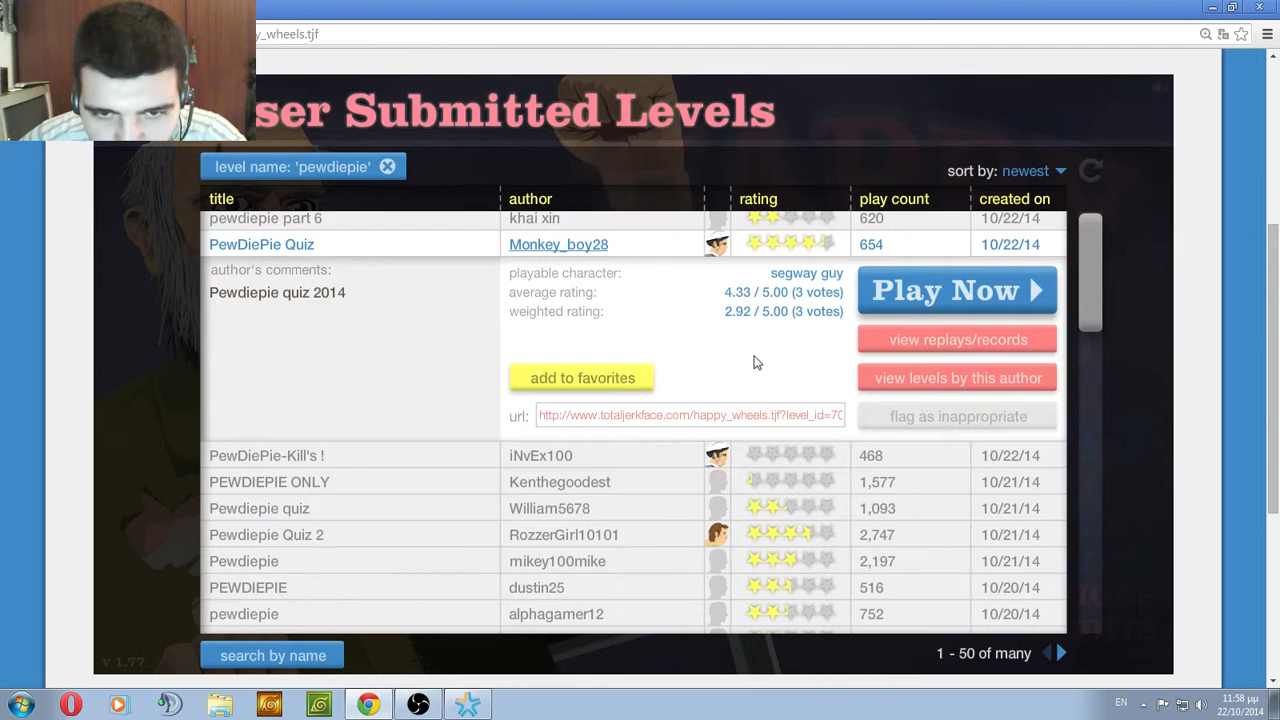 y_wheels.tjf
ser Submitted Levels
level name: 'pewdiepie'
sort by: newest
title author rating play count created on
pewdiepie part 6 khai xin 620 10/22/14
PewDiePie Quiz Monkey_boy28 654 10/22/14
author's comments:
Pewdiepie quiz 2014
playable character: segway guy
average rating: 4.33 / 5.00 (3 votes)
weighted rating: 2.92 / 5.00 (3 votes)
Play Now
view replays/records
add to favorites
view levels by this author
url: http://www.totaljerkface.com/happy_wheels.tjf?level_id=70
flag as inappropriate
PewDiePie-Kill's ! iNvEx100 468 10/22/14
PEWDIEPIE ONLY Kenthegoodest 1,577 10/21/14
Pewdiepie quiz William5678 1,093 10/21/14
Pewdiepie Quiz 2 RozzerGirl10101 2,747 10/21/14
Pewdiepie mikey100mike 2,197 10/21/14
PEWDIEPIE dustin25 516 10/20/14
pewdiepie alphagamer12 752 10/20/14
search by name
1 - 50 of many
v 1.77
EN
11:58 μμ
22/10/2014